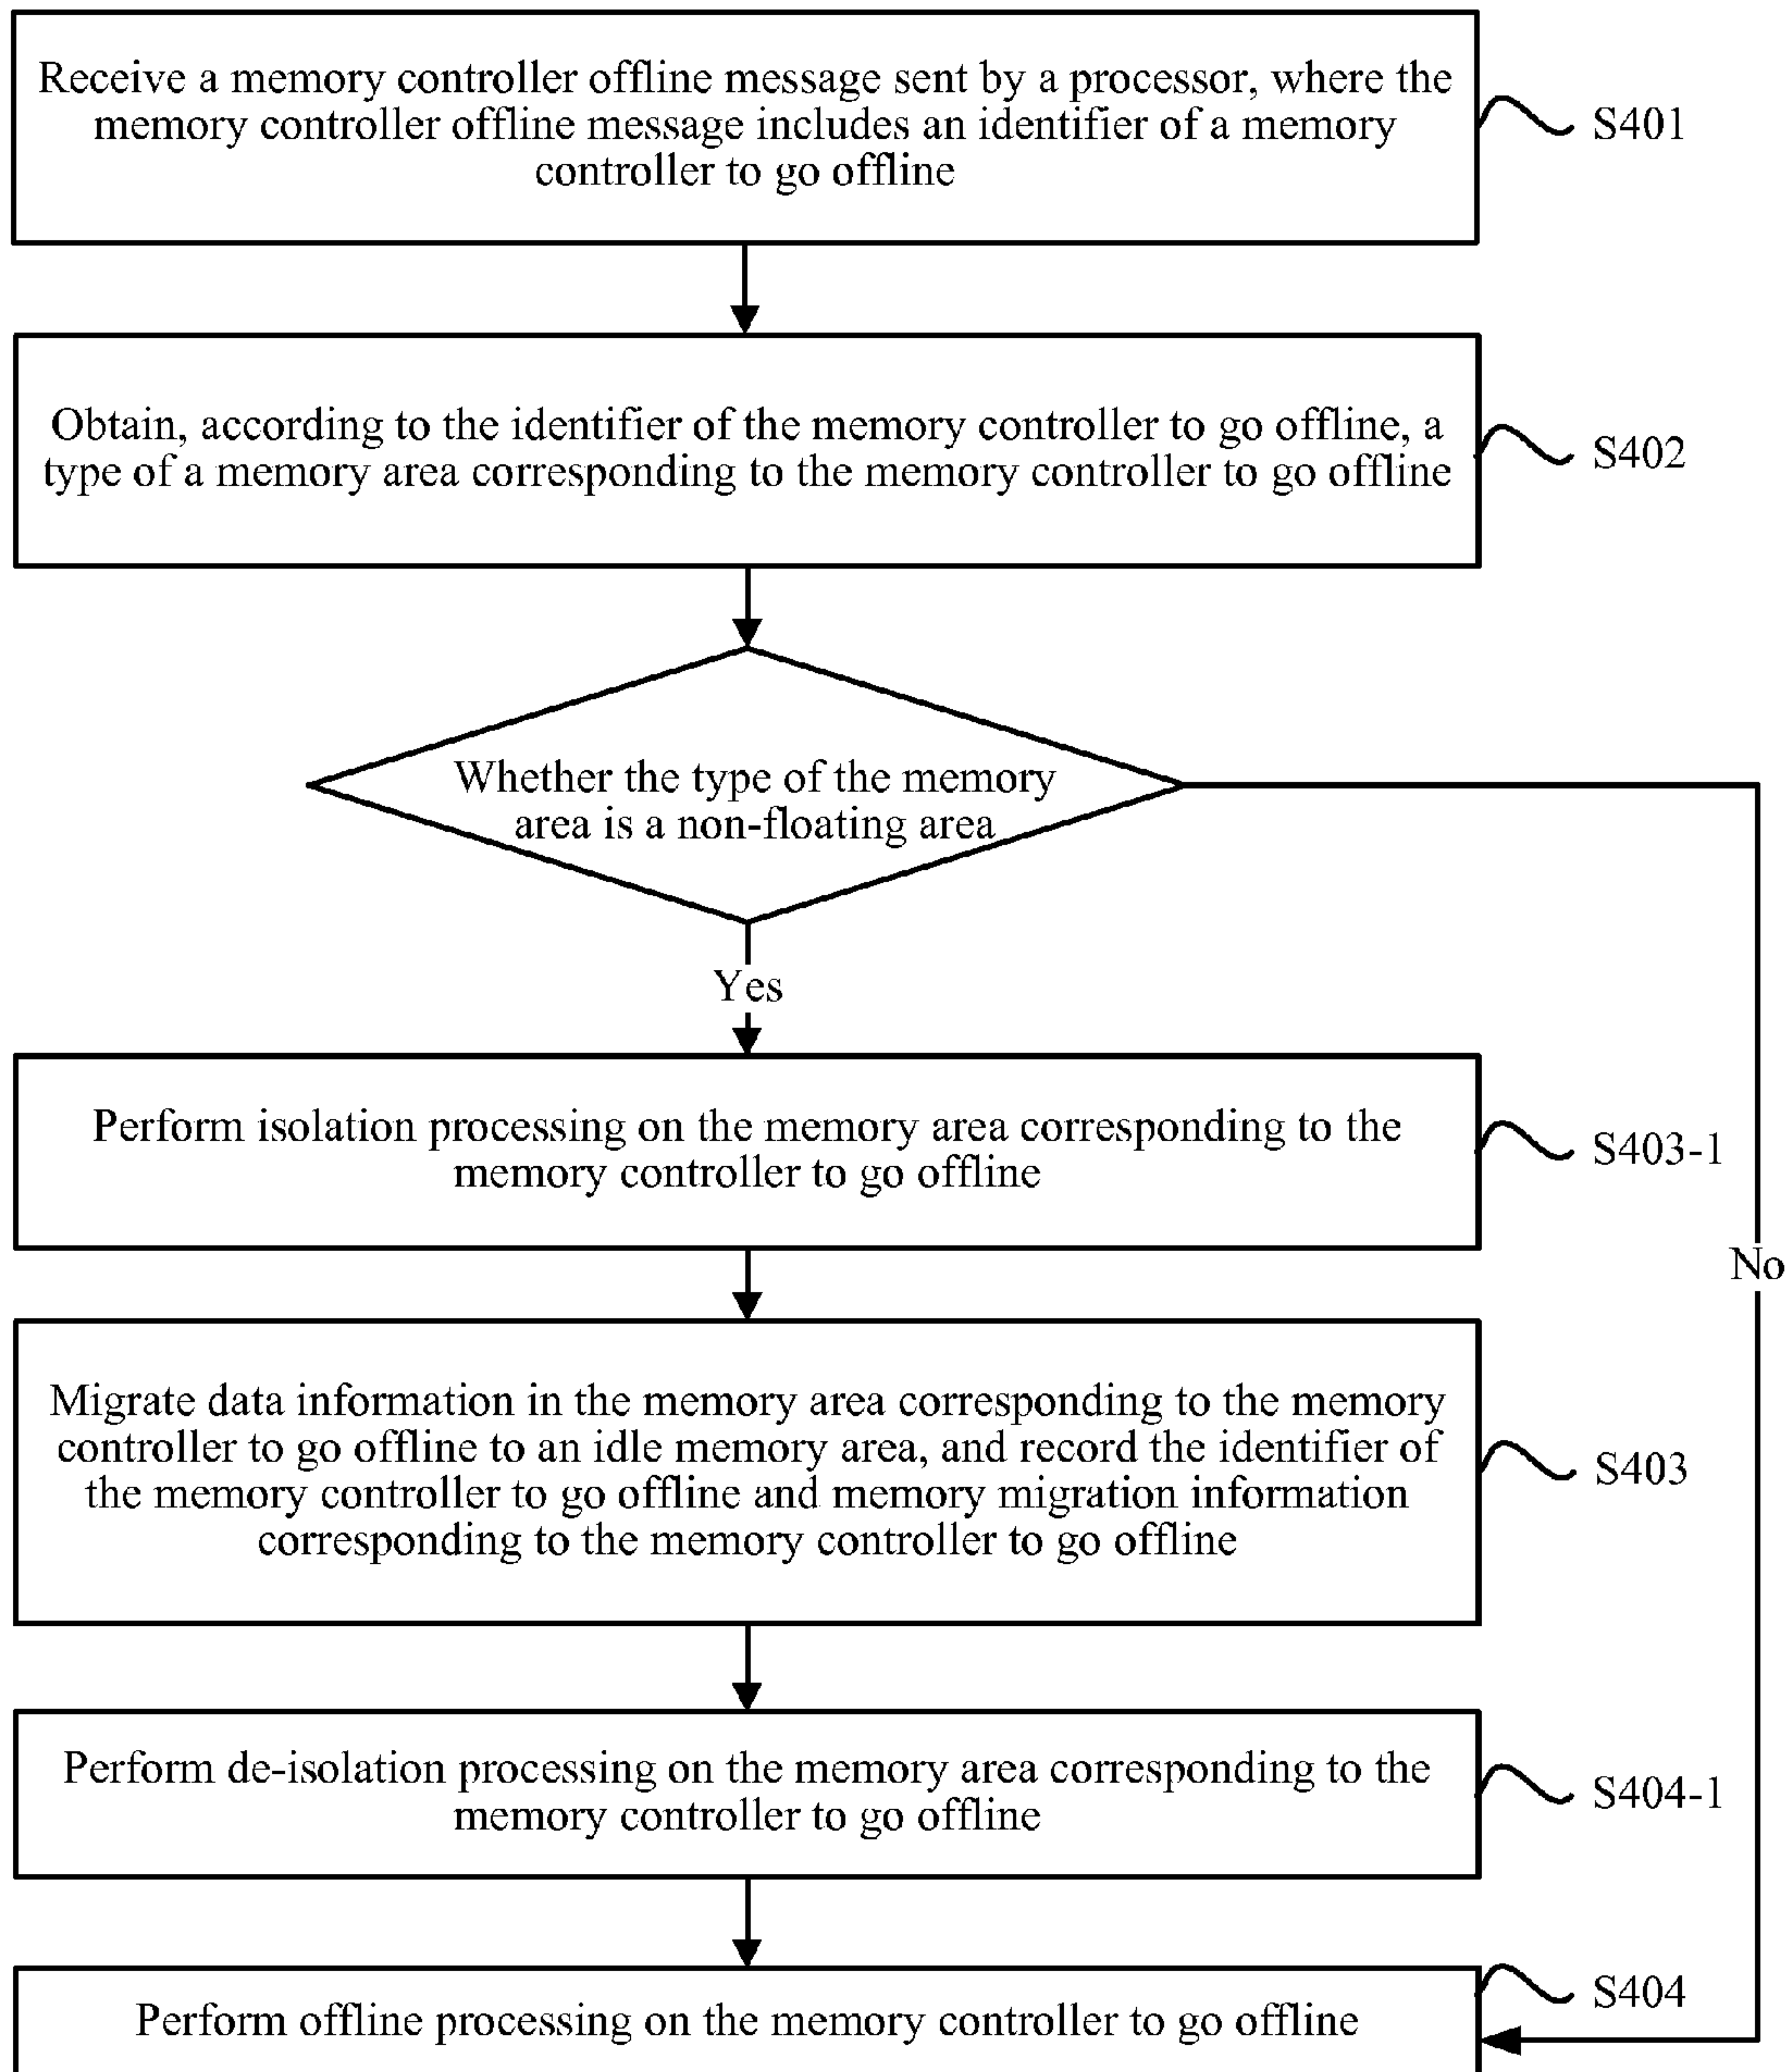 Receive a memory controller offline message sent by a processor, where the
memory controller offline message includes an identifier of a memory
controller to go offline
S401
Obtain, according to the identifier of the memory controller to go offline, a
type of a memory area corresponding to the memory controller to go offline
S402
Whether the type of the memory
area is a non-floating area
Yes
Perform isolation processing on the memory area corresponding to the
memory controller to go offline
S403-1
No
Migrate data information in the memory area corresponding to the memory
controller to go offline to an idle memory area, and record the identifier of
the memory controller to go offline and memory migration information
corresponding to the memory controller to go offline
S403
Perform de-isolation processing on the memory area corresponding to the
memory controller to go offline
S404-1
Perform offline processing on the memory controller to go offline
S404